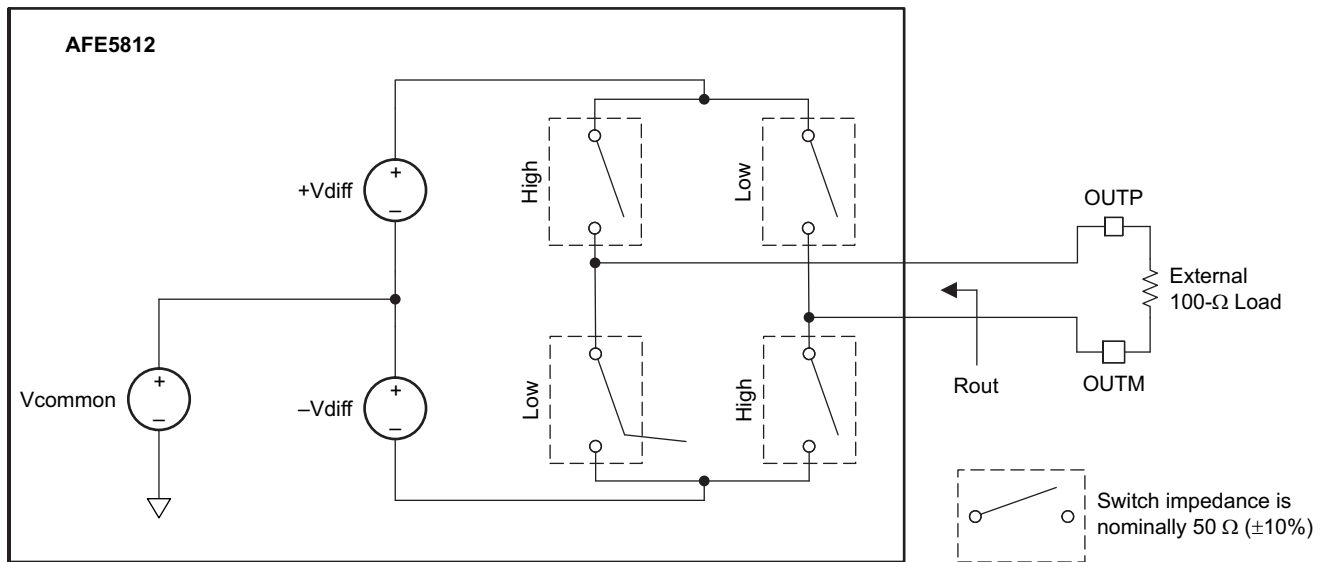 AFE5812
+
+Vdiff
–
High
Low
OUTP
External
100-Ω Load
+
Vcommon
–
+
–Vdiff
–
Low
High
Rout
OUTM
Switch impedance is
nominally 50 Ω (±10%)